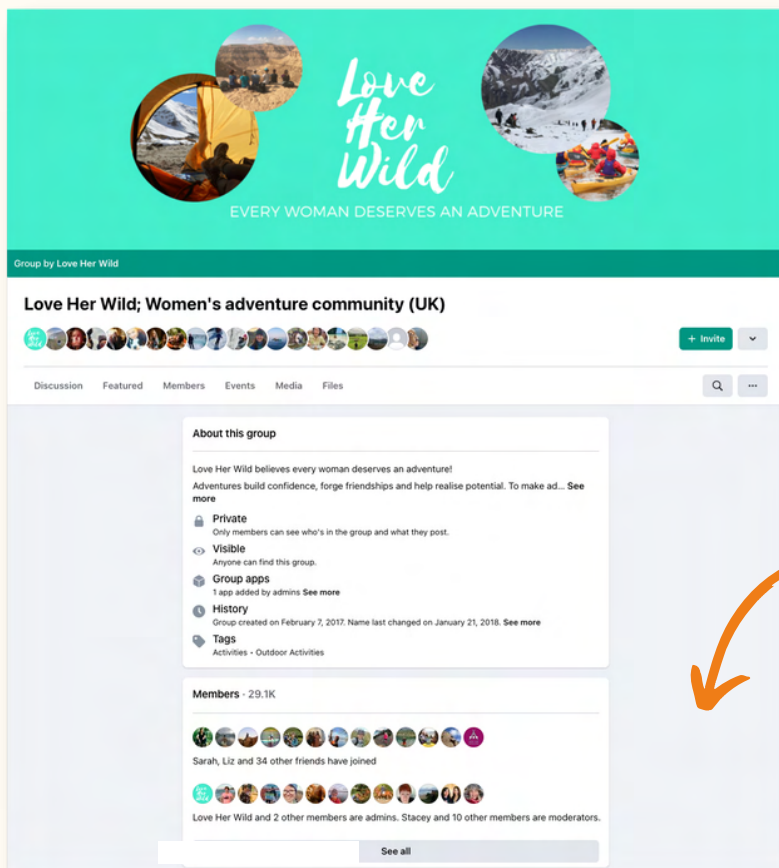 Love
Her
Wild
EVERY WOMAN DESERVES AN ADVENTURE
Group by Love Her Wild
Love Her Wild; Women's adventure community (UK)
+ Invite
Discussion Featured Members Events Media Files
About this group
Love Her Wild believes every woman deserves an adventure!
Adventures build confidence, forge friendships and help realise potential. To make ad... See
more
Private
Only members can see who's in the group and what they post.
Visible
Anyone can find this group.
Group apps
1 app added by admins See more
History
Group created on February 7, 2017. Name last changed on January 21, 2018. See more
Tags
Activities · Outdoor Activities
Members · 29.1K
Sarah, Liz and 34 other friends have joined
Love Her Wild and 2 other members are admins. Stacey and 10 other members are moderators.
See all